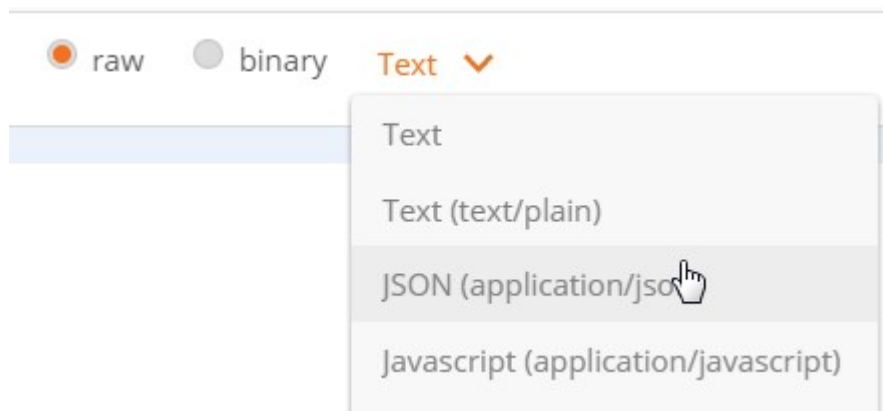 raw binary Text
Text
Text (text/plain)
JSON (application/jso
Javascript (application/javascript)